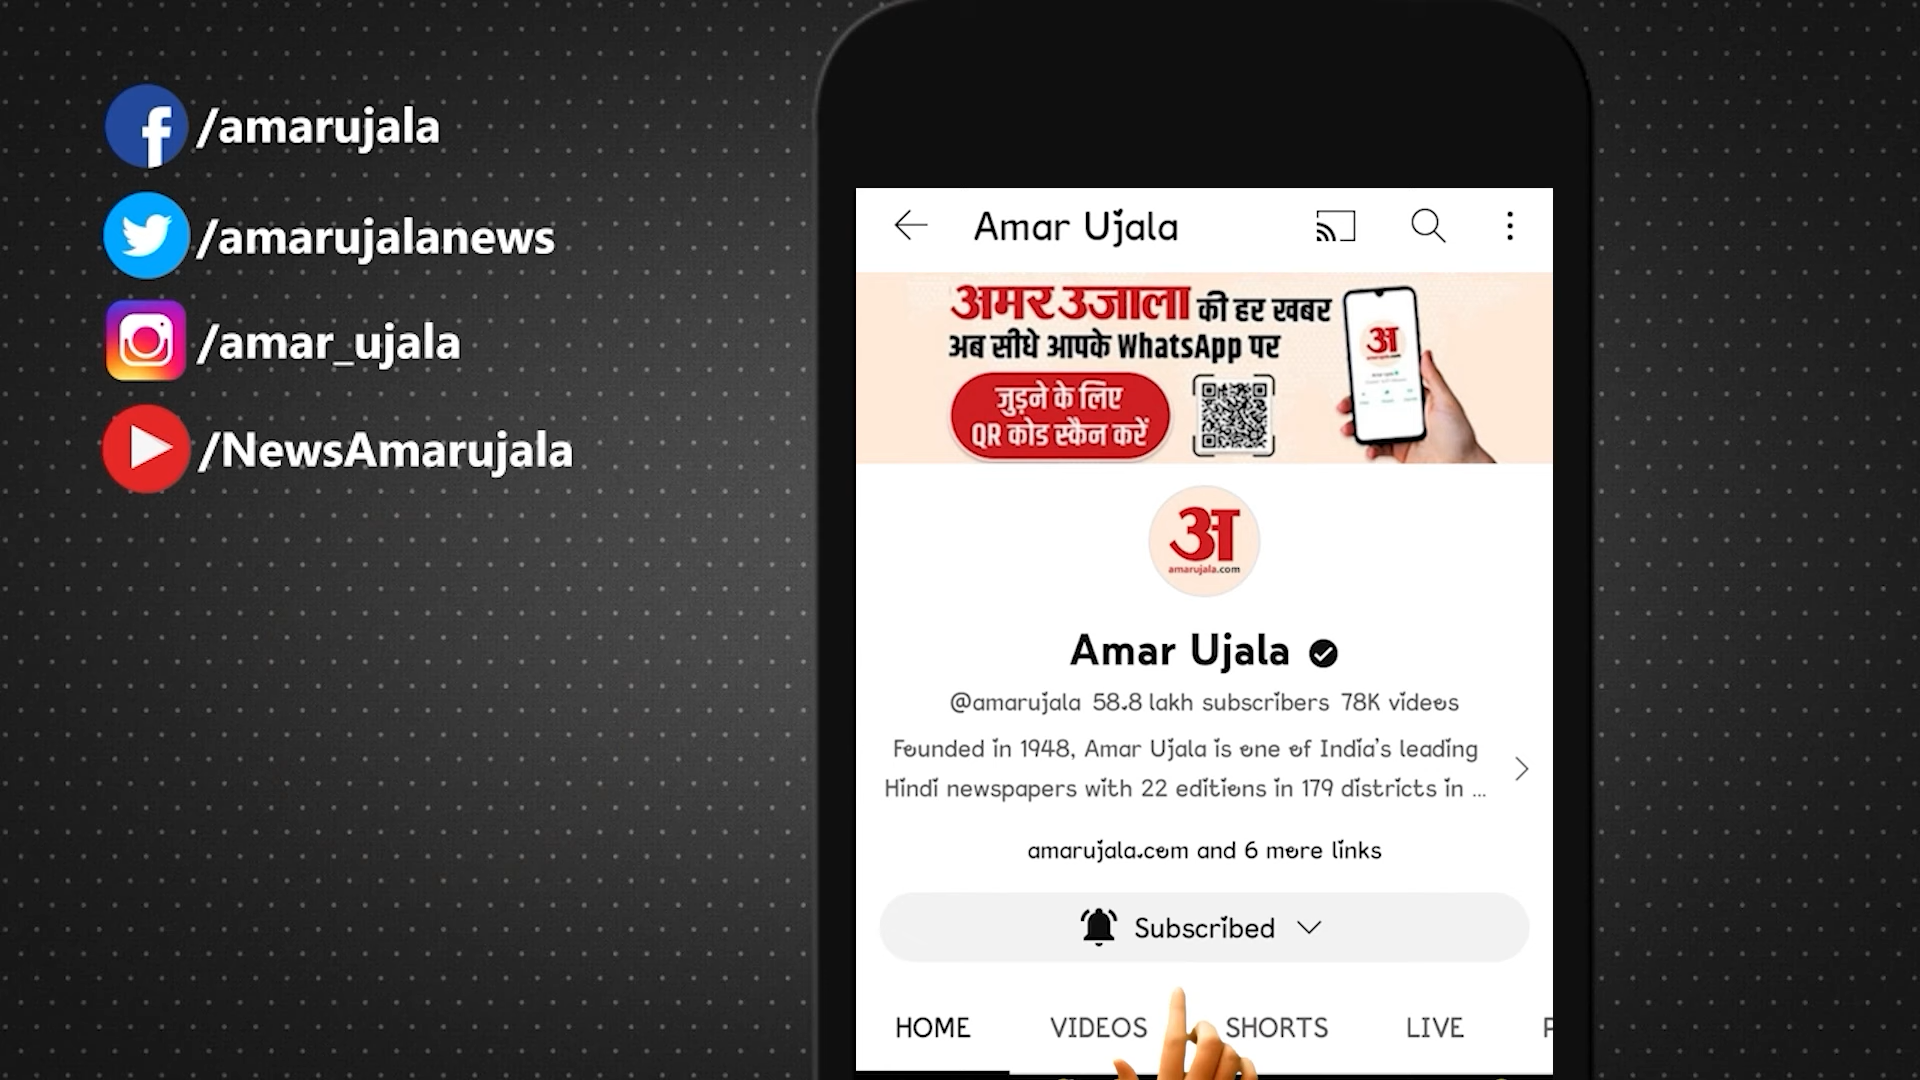 /amarujala
/amarujalanews
/amar_ujala
/NewsAmarujala
Amar Ujala
अमर उजाला की हर खबर
अब सीधे आपके WhatsApp पर
जुड़ने के लिए
QR कोड स्कैन करें
अ
अ
amarujala.com
Amar Ujala
@amarujala 58.8 lakh subscribers 78K videos
Founded in 1948, Amar Ujala is one of India's leading
Hindi newspapers with 22 editions in 179 districts in ...
amarujala.com and 6 more links
Subscribed
HOME VIDEOS SHORTS LIVE